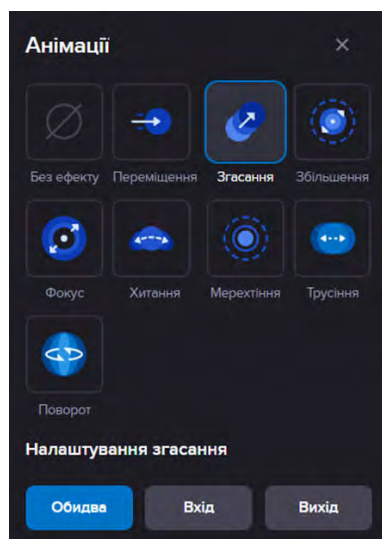 Анімації
Без ефекту Переміщення Згасання Збільшення
Фокус Хитання Мерехтіння Трусіння
Поворот
Налаштування згасання
Обидва Вхід Вихід